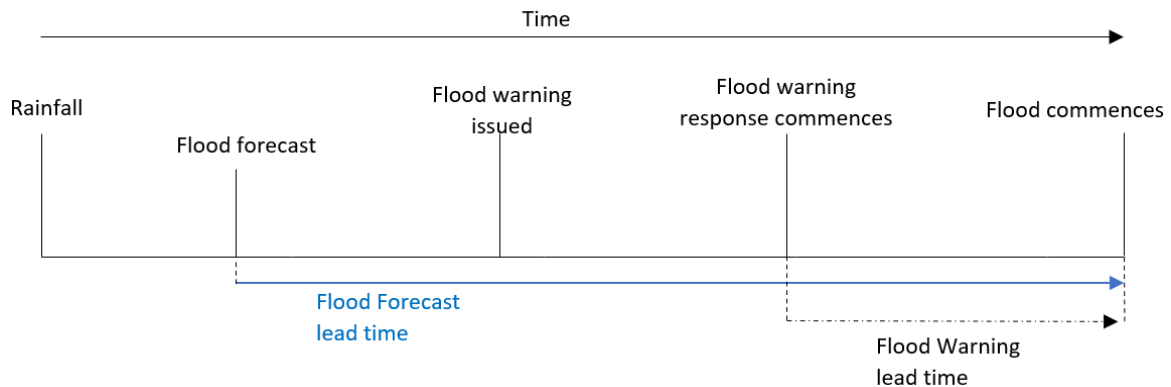 Time
Rainfall
Flood forecast
Flood warning
issued
Flood warning
response commences
Flood commences
Flood Forecast
lead time
Flood Warning
lead time